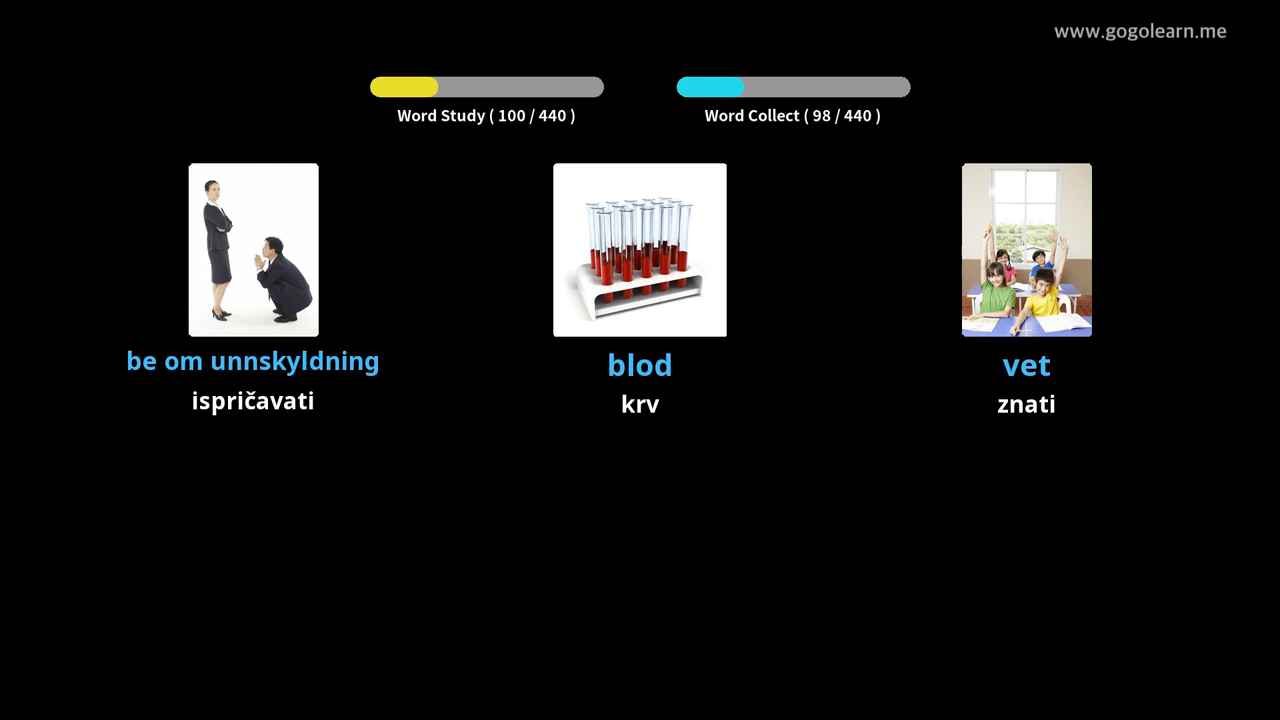 www.gogolearn.me
Word Study ( 100 / 440 )
Word Collect ( 98 / 440 )
be om unnskyldning
ispričavati
blod
krv
vet
znati